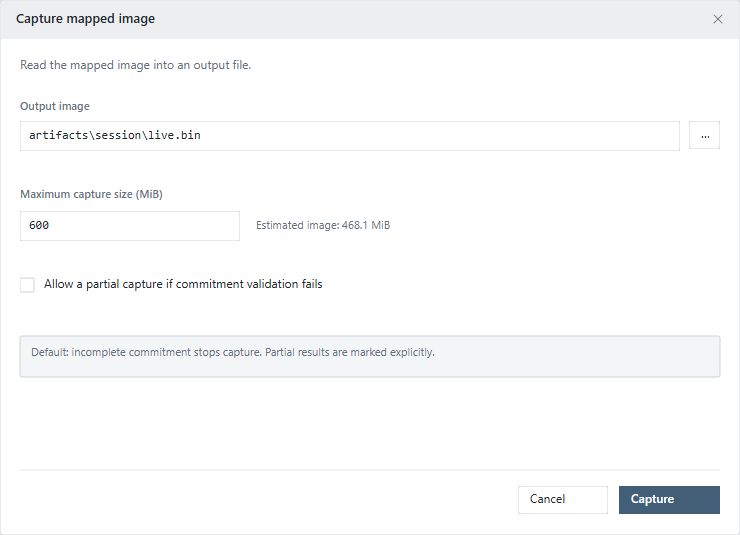 Capture mapped image
Read the mapped image into an output file.
Output image
artifacts\session\live.bin
...
Maximum capture size (MiB)
600
Estimated image: 468.1 MiB
Allow a partial capture if commitment validation fails
Default: incomplete commitment stops capture. Partial results are marked explicitly.
Cancel
Capture